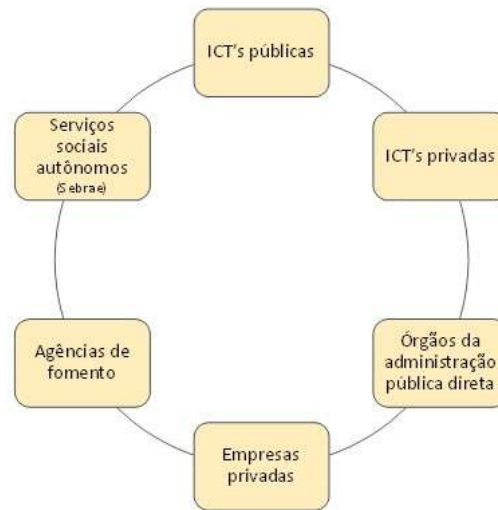 ICT's públicas
Serviços
sociais
autônomos
(Sebrae)
ICT's privadas
Agências de
fomento
Órgãos da
administração
pública direta
Empresas
privadas